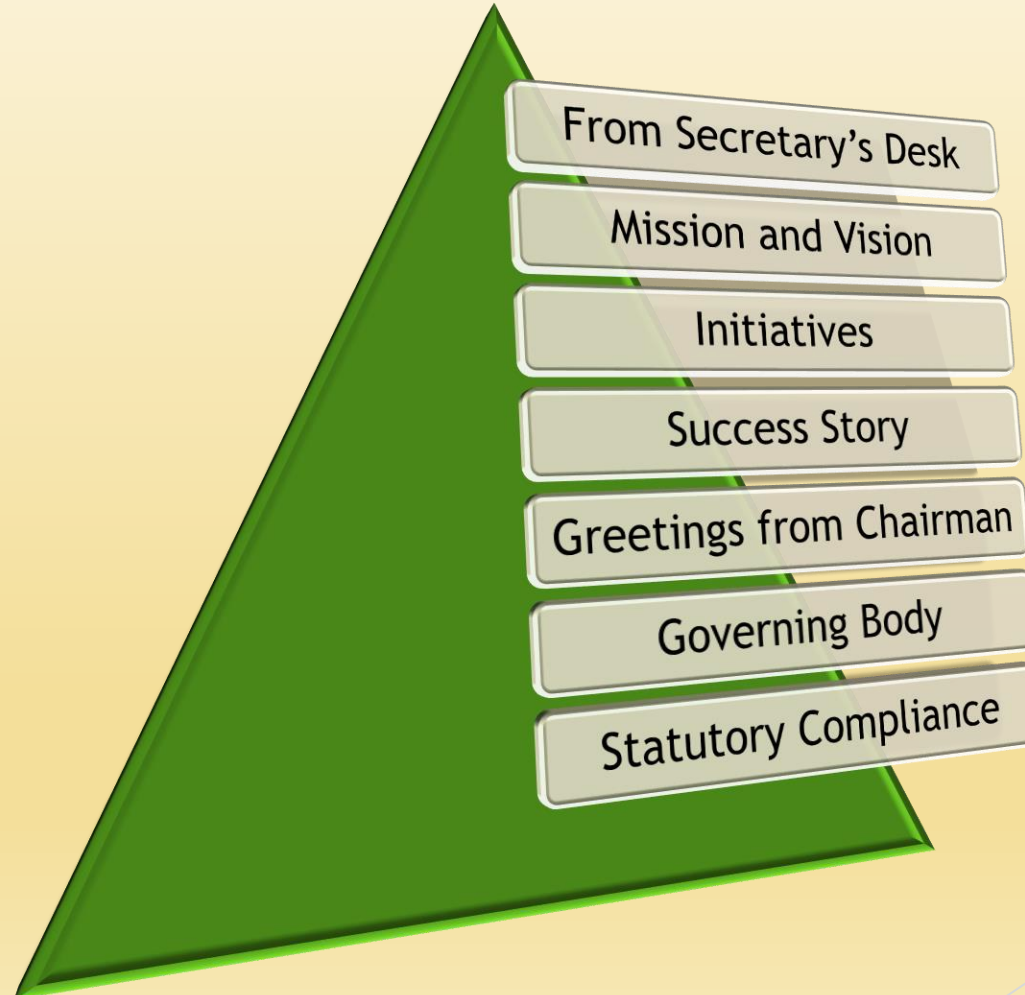 From Secretary’s Desk
Mission and Vision
Initiatives
Success Story
Greetings from Chairman
Governing Body
Statutory Compliance